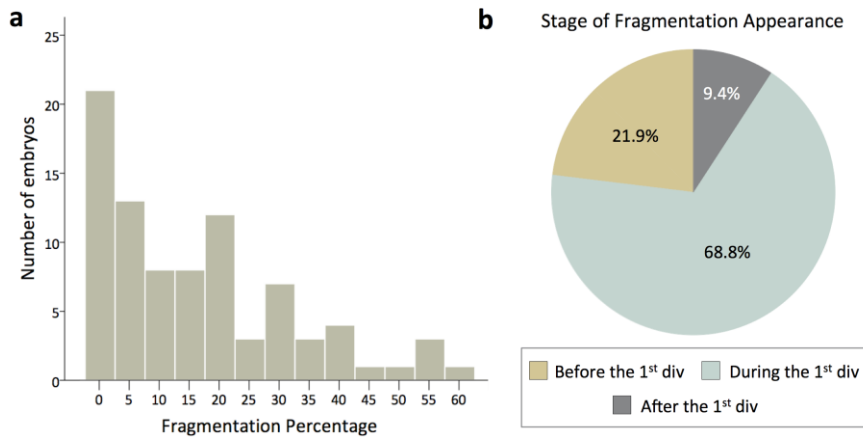 a
25
20
15
10
5
0
Number of embryos
0 5 10 15 20 25 30 35 40 45 50 55 60
Fragmentation Percentage
b
Stage of Fragmentation Appearance
9.4%
21.9%
68.8%
Before the 1st div During the 1st div
After the 1st div